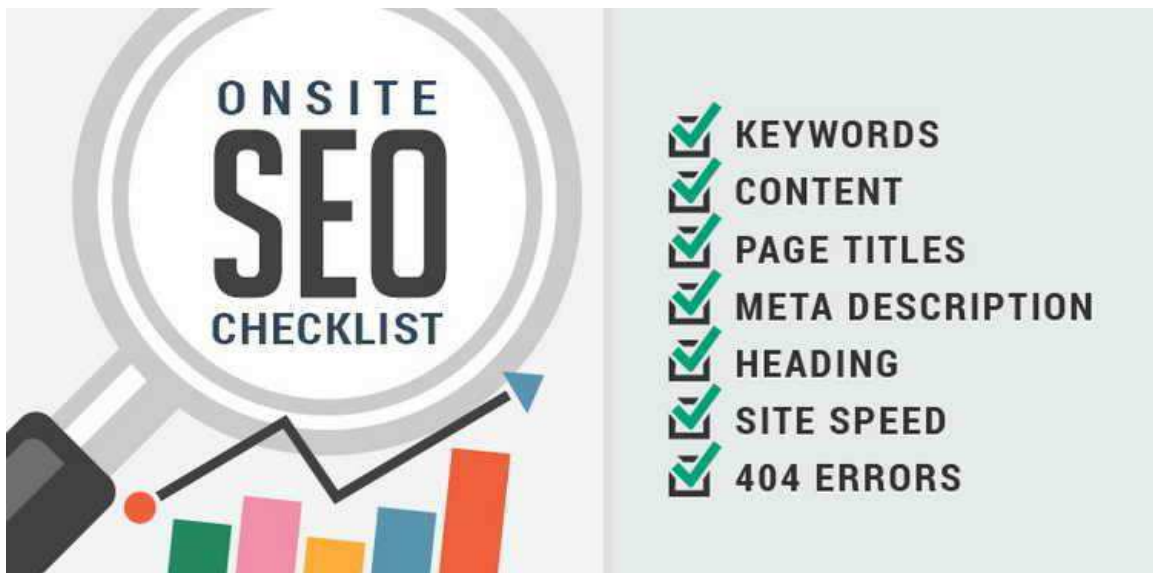 ONSITE
SEO
CHECKLIST
KEYWORDS
CONTENT
PAGE TITLES
META DESCRIPTION
HEADING
SITE SPEED
404 ERRORS